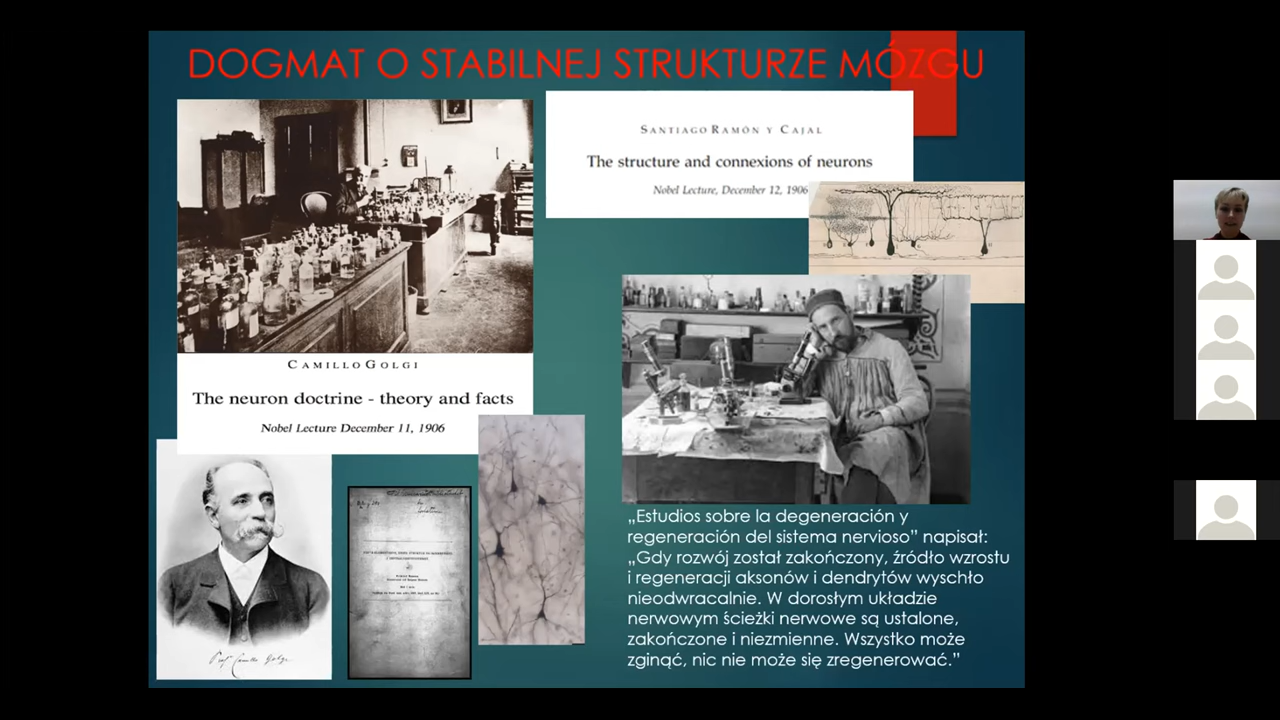 DOGMAT O STABILNEJ STRUKTURZE MÓZGU
CAMILLO GOLGI
The neuron doctrine - theory and facts
Nobel Lecture December 11, 1906
SANTIAGO RAMÓN Y CAJAL
The structure and connexions of neurons
Nobel Lecture, December 12, 1906
Prof. Camillo Golgi
„Estudios sobre la degeneración y
regeneración del sistema nervioso” napisał:
„Gdy rozwój został zakończony, źródło wzrostu
i regeneracji aksonów i dendrytów wyschło
nieodwracalnie. W dorosłym układzie
nerwowym ścieżki nerwowe są ustalone,
zakończone i niezmienne. Wszystko może
zginąć, nic nie może się zregenerować.”